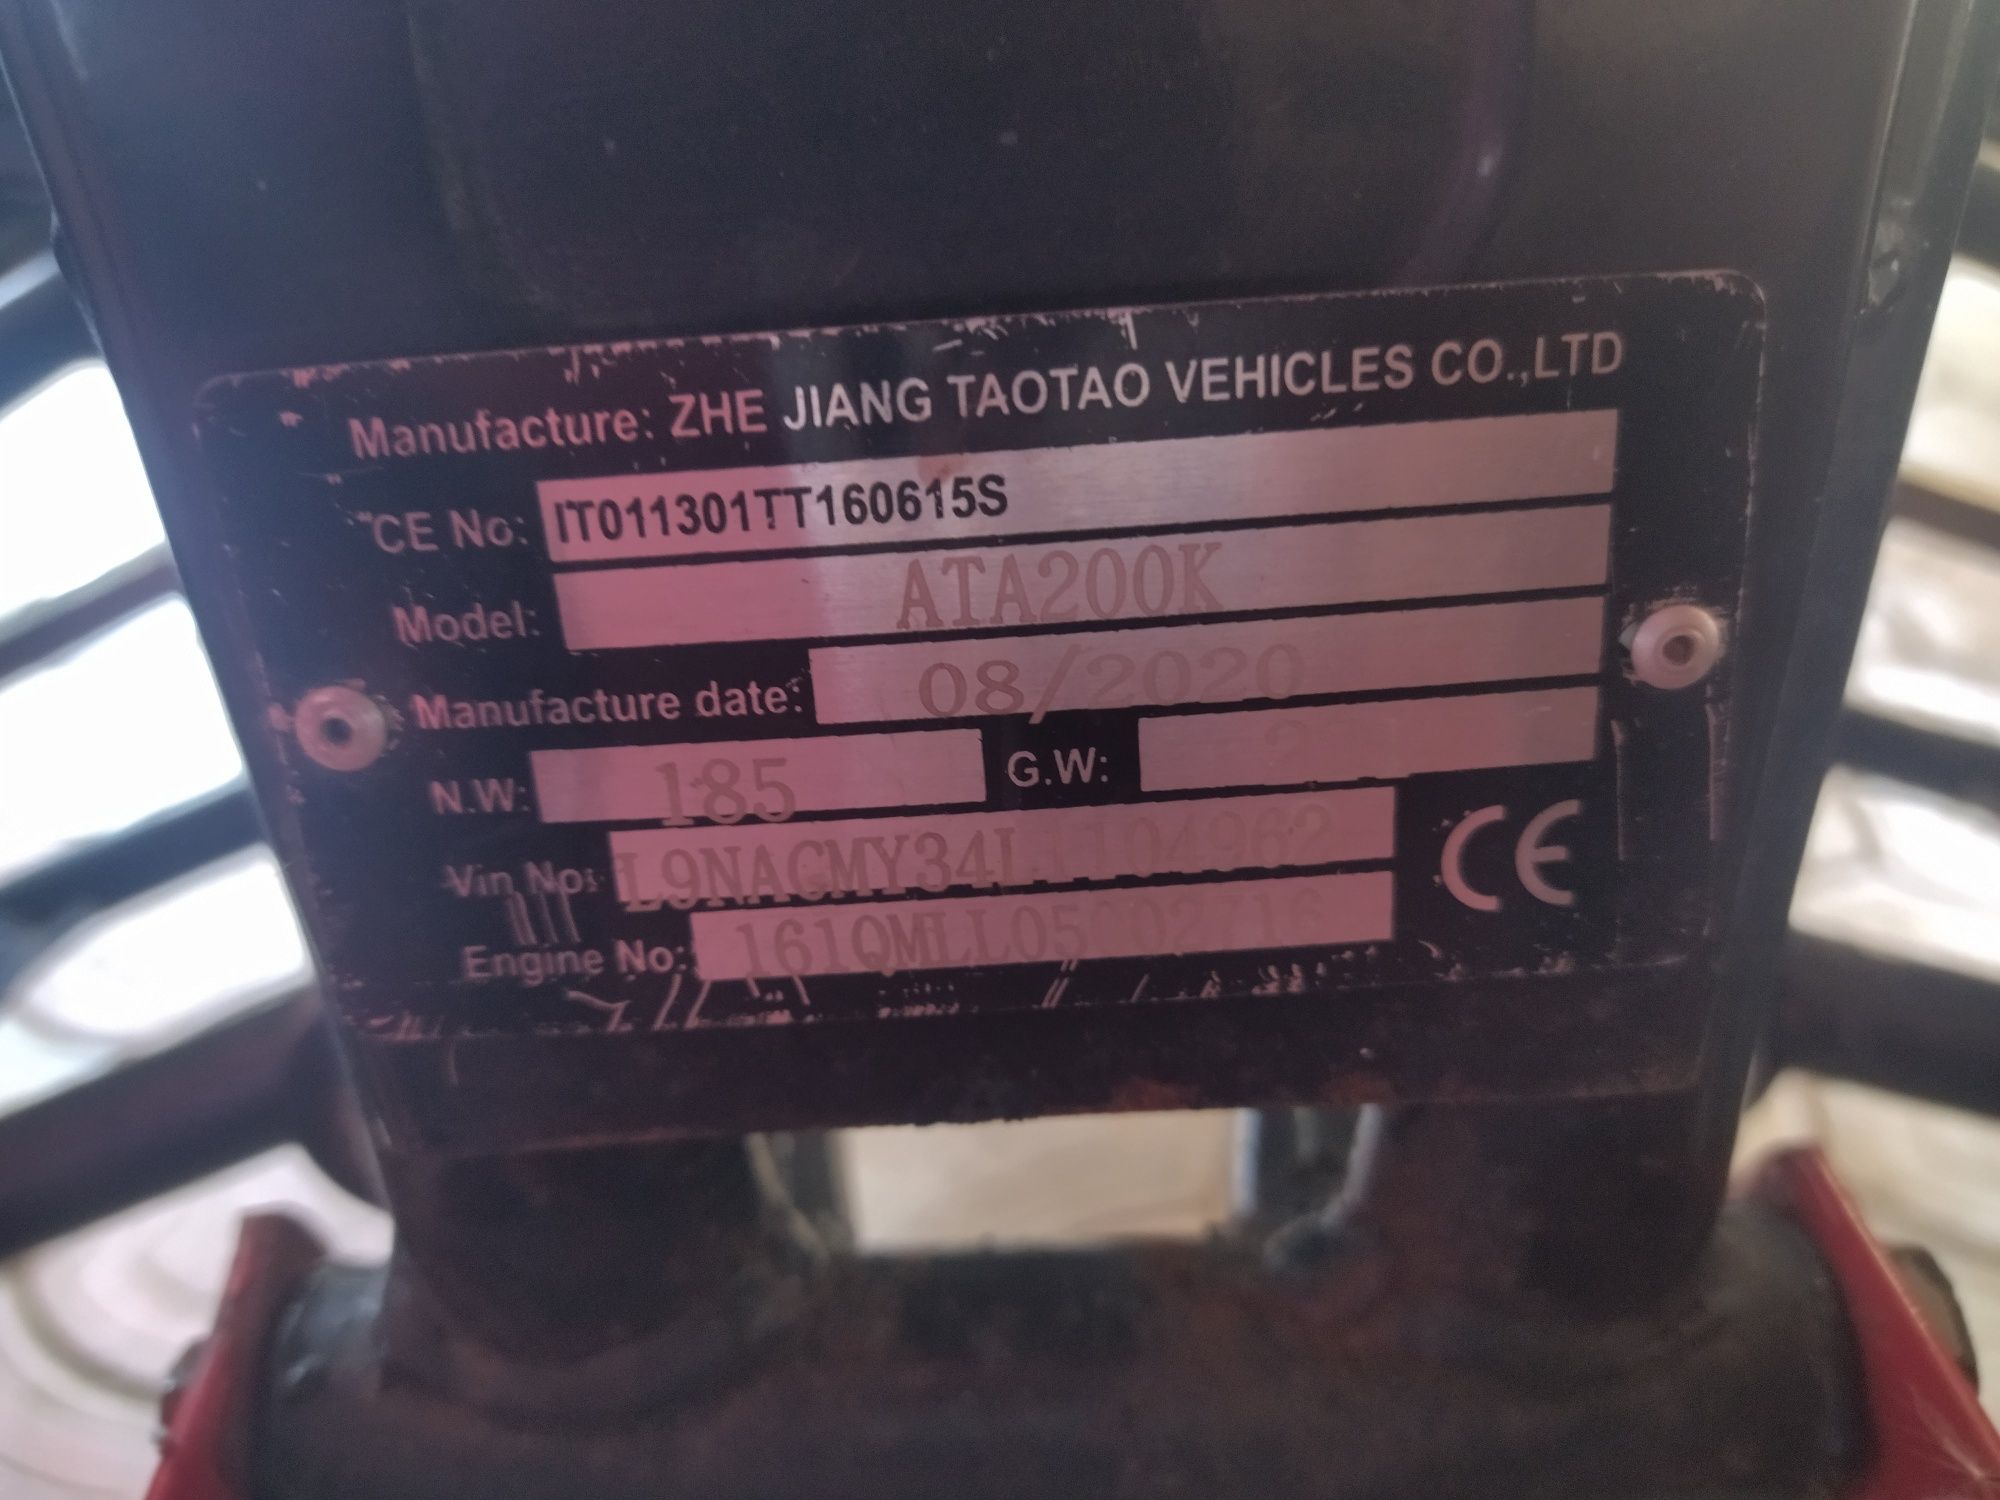 Manufacture: ZHE JIANG TAOTAO VEHICLES CO.,LTD
CE No: IT011301TT160615S
Model: ATA200K
Manufacture date: 08/2020
N.W: 185 G.W:
Vin No: L9NACMY34L1104962
Engine No:
CE